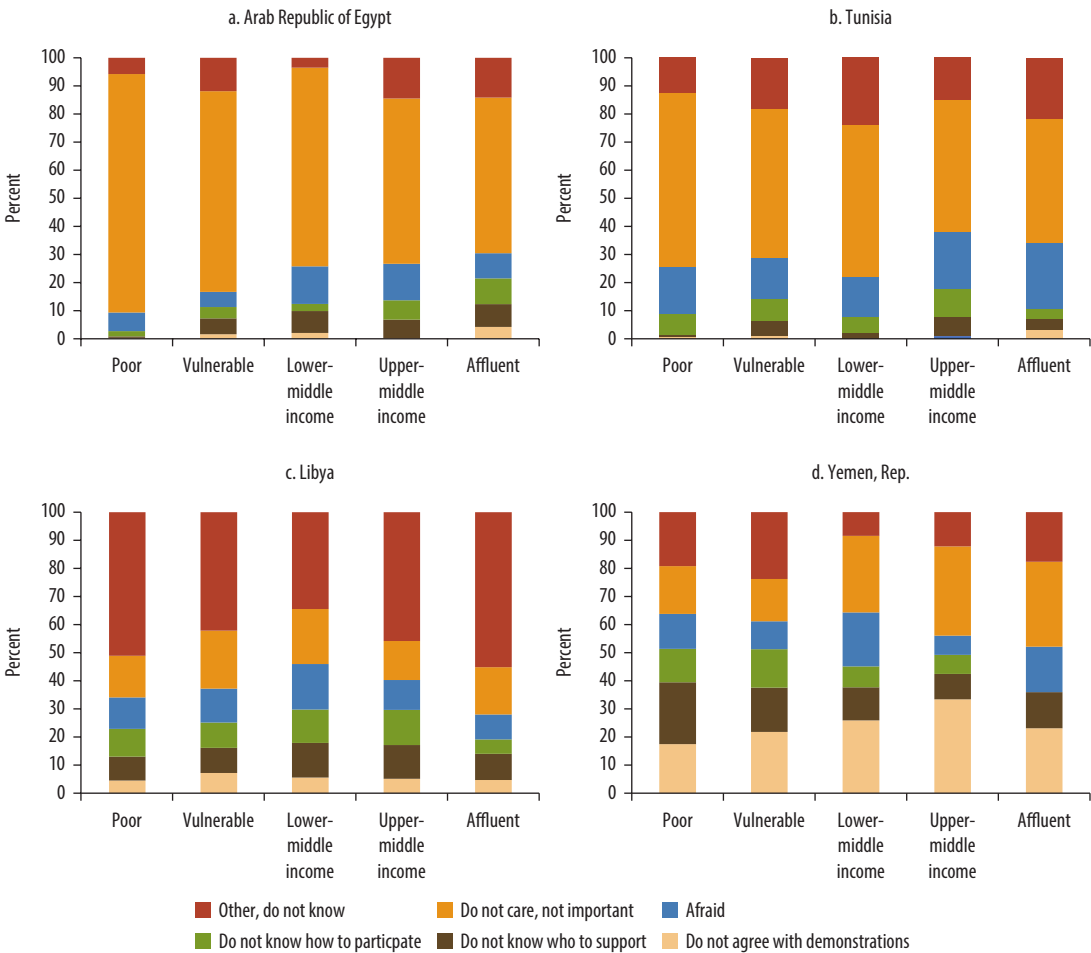 a. Arab Republic of Egypt
100
90
80
70
60
50
40
30
20
10
0
Percent
Poor
Vulnerable
Lower-
middle
income
Upper-
middle
income
Affluent
b. Tunisia
100
90
80
70
60
50
40
30
20
10
0
Percent
Poor
Vulnerable
Lower-
middle
income
Upper-
middle
income
Affluent
c. Libya
100
90
80
70
60
50
40
30
20
10
0
Percent
Poor
Vulnerable
Lower-
middle
income
Upper-
middle
income
Affluent
d. Yemen, Rep.
100
90
80
70
60
50
40
30
20
10
0
Percent
Poor
Vulnerable
Lower-
middle
income
Upper-
middle
income
Affluent
Other, do not know
Do not care, not important
Afraid
Do not know how to particpate
Do not know who to support
Do not agree with demonstrations